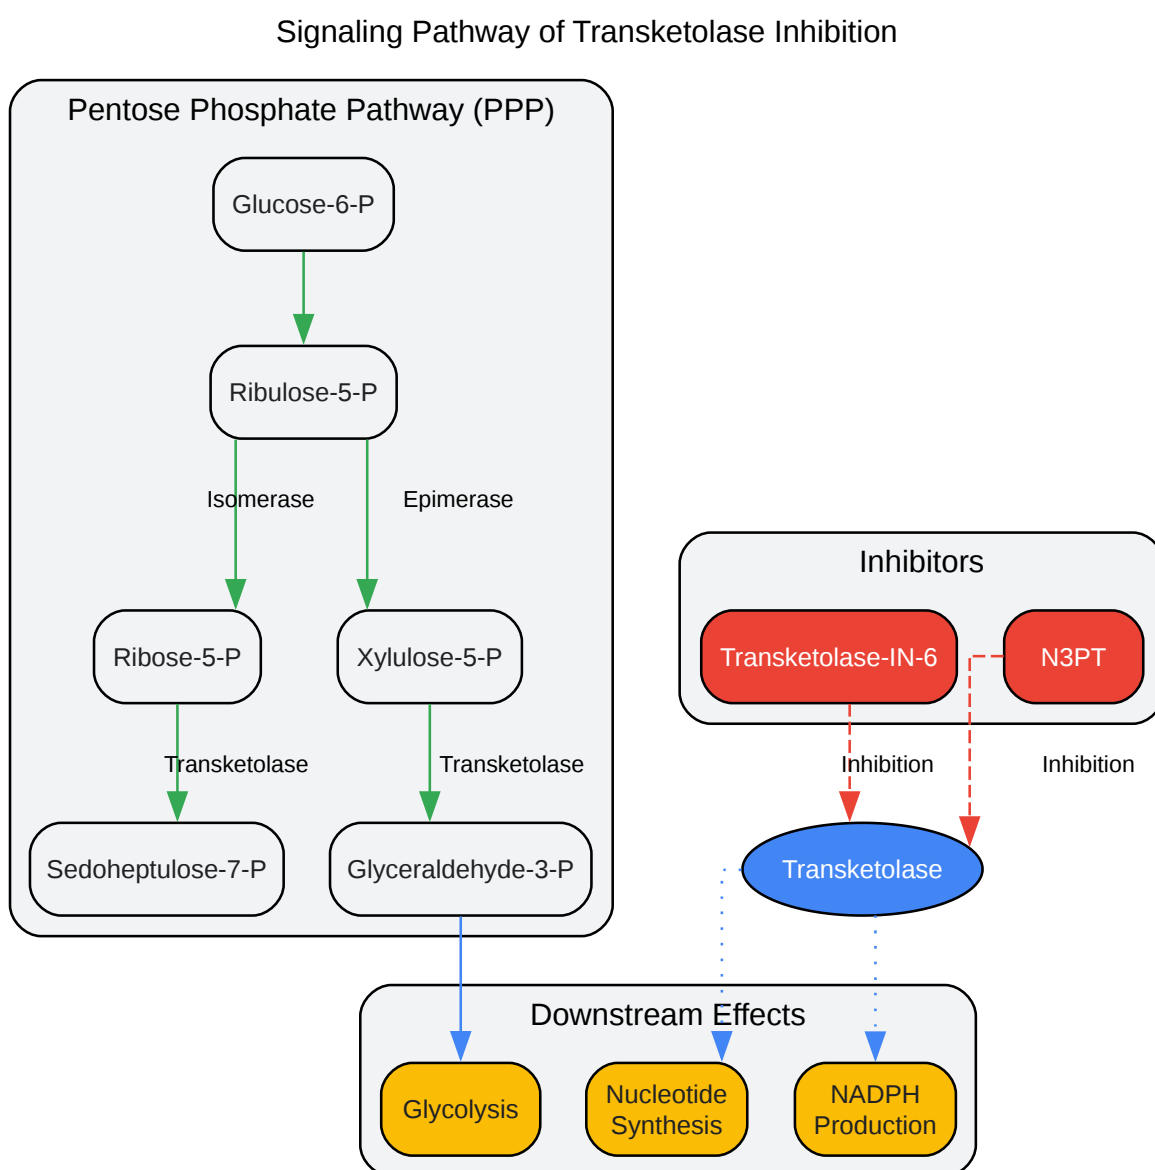 Signaling Pathway of Transketolase Inhibition
Pentose Phosphate Pathway (PPP)
Glucose-6-P
Ribulose-5-P
Isomerase
Epimerase
Ribose-5-P
Xylulose-5-P
Transketolase
Transketolase
Sedoheptulose-7-P
Glyceraldehyde-3-P
Inhibitors
Transketolase-IN-6
N3PT
Inhibition
Inhibition
Transketolase
Downstream Effects
Glycolysis
Nucleotide
Synthesis
NADPH
Production